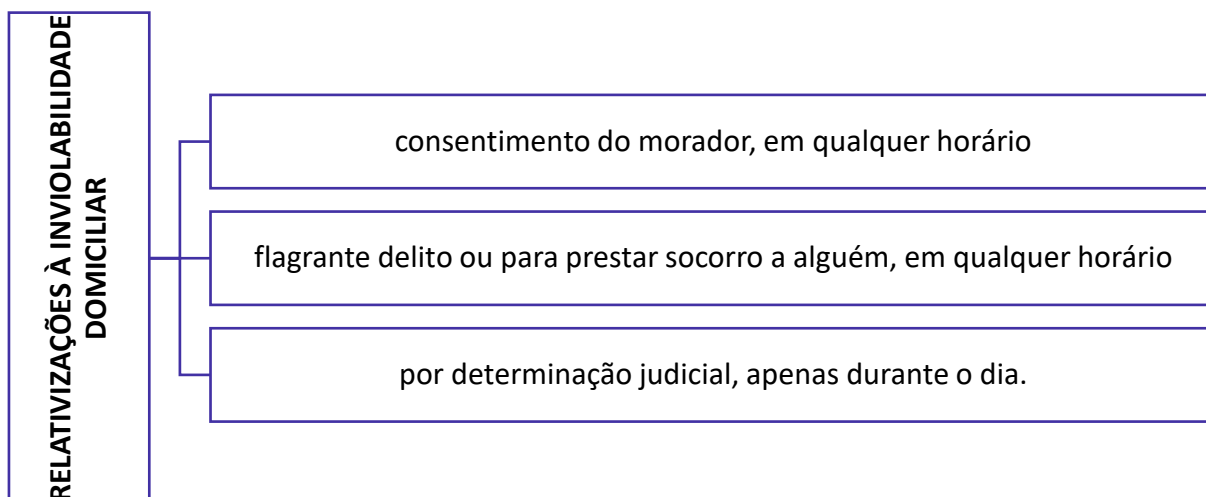 RELATIVIZAÇÕES À INVIOLABILIDADE
DOMICILIAR
consentimento do morador, em qualquer horário
flagrante delito ou para prestar socorro a alguém, em qualquer horário
por determinação judicial, apenas durante o dia.